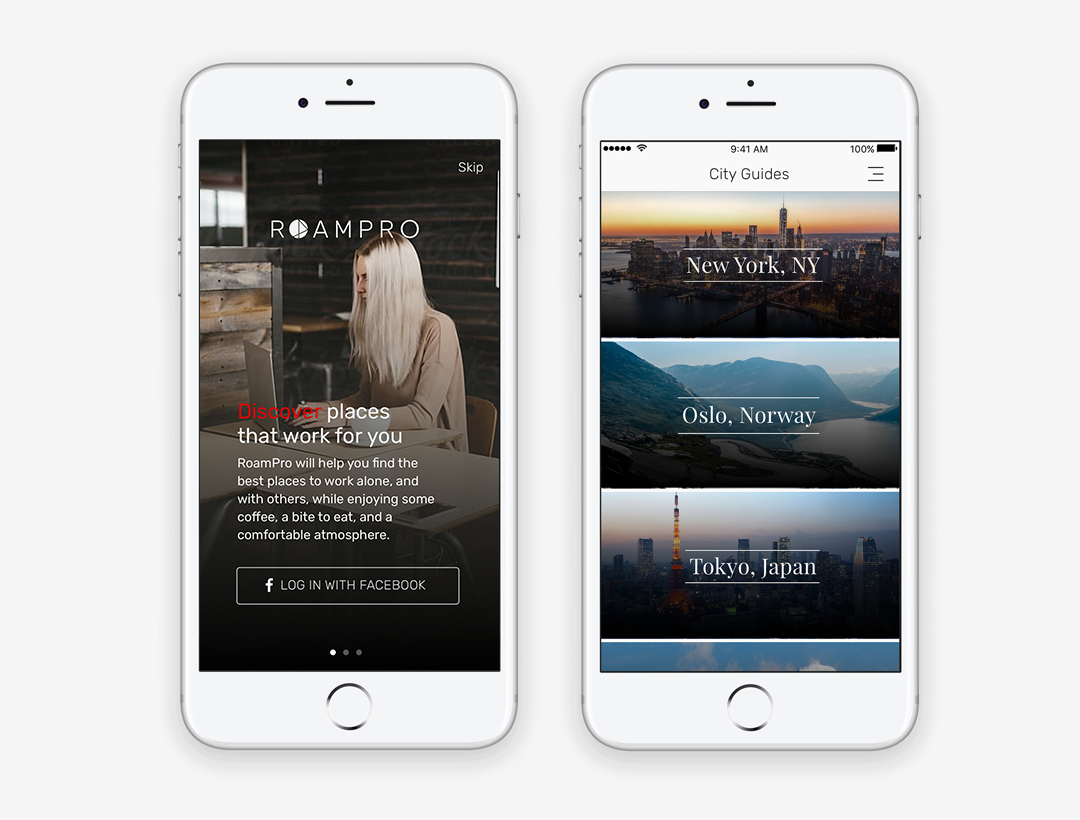 Skip
ROAMPRO
Discover places
that work for you
RoamPro will help you find the
best places to work alone, and
with others, while enjoying some
coffee, a bite to eat, and a
comfortable atmosphere.
f LOG IN WITH FACEBOOK
9:41 AM
100%
City Guides
New York, NY
Oslo, Norway
Tokyo, Japan